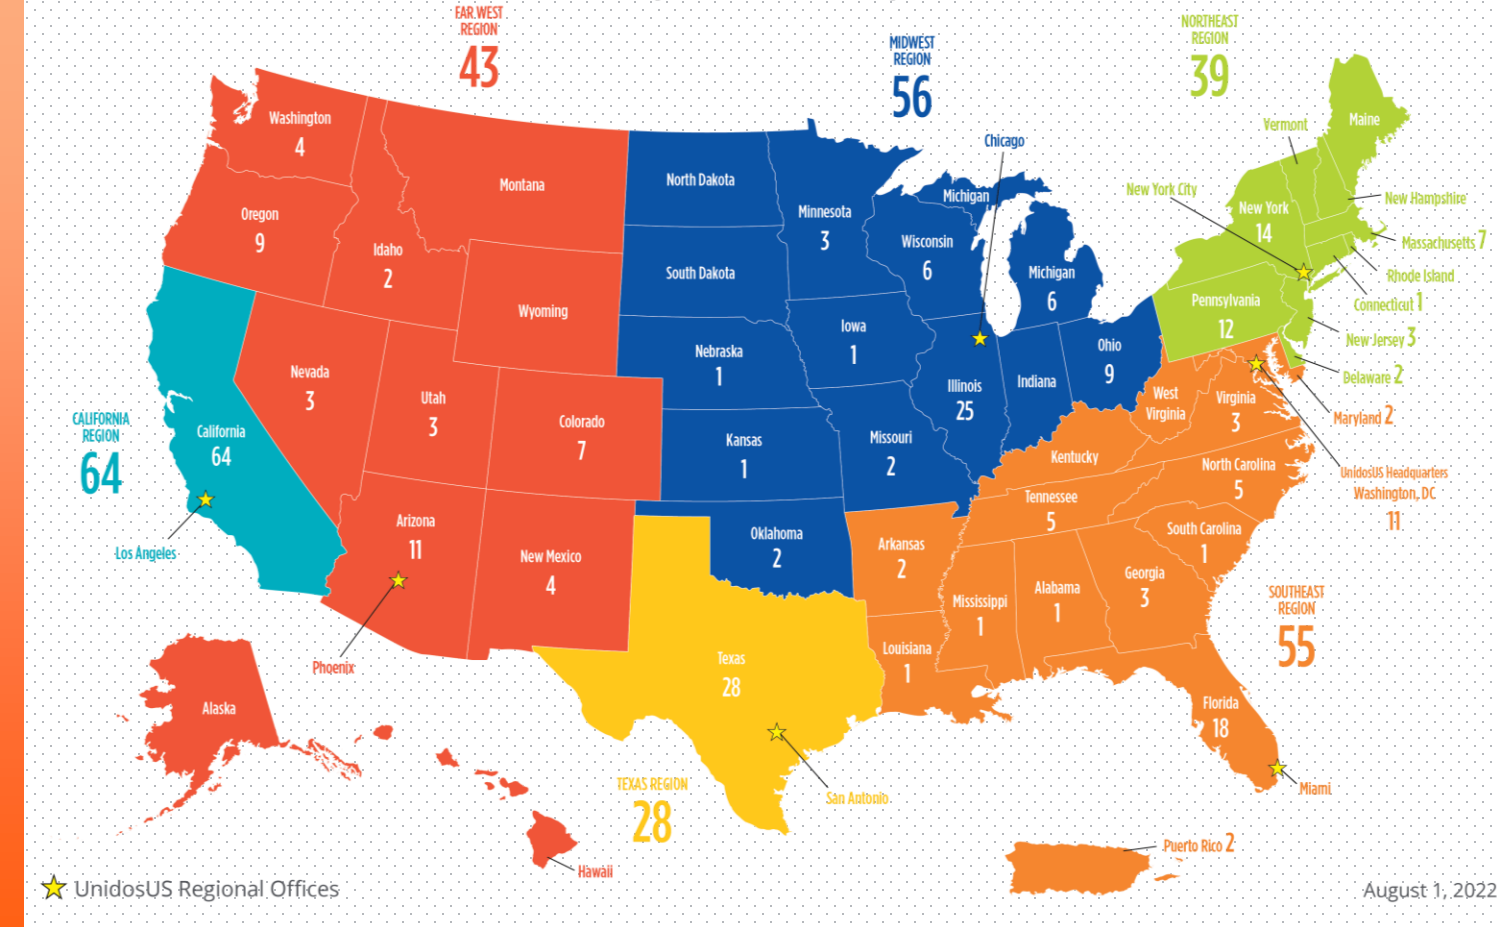 FAR WEST
REGION
43
MIDWEST
REGION
56
NORTHEAST
REGION
39
CALIFORNIA
REGION
64
TEXAS REGION
28
SOUTHEAST
REGION
55
Washington
4
Oregon
9
Idaho
2
Montana
Wyoming
Nevada
3
Utah
3
Colorado
7
Arizona
11
New Mexico
4
Phoenix
Alaska
Hawaii
California
64
Los Angeles
North Dakota
South Dakota
Nebraska
1
Kansas
1
Oklahoma
2
Minnesota
3
Iowa
1
Missouri
2
Wisconsin
6
Michigan
Michigan
6
Chicago
Illinois
25
Indiana
Ohio
9
Texas
28
San Antonio
Maine
Vermont
New Hampshire
New York City
New York
14
Massachusetts 7
Rhode Island
Connecticut 1
Pennsylvania
12
New Jersey 3
Delaware 2
Maryland 2
West
Virginia
Virginia
3
UnidosUS Headquarters
Washington, DC
11
Kentucky
Tennessee
5
North Carolina
5
South Carolina
1
Arkansas
2
Louisiana
1
Mississippi
1
Alabama
1
Georgia
3
Florida
18
Miami
Puerto Rico 2
UnidosUS Regional Offices
August 1, 2022